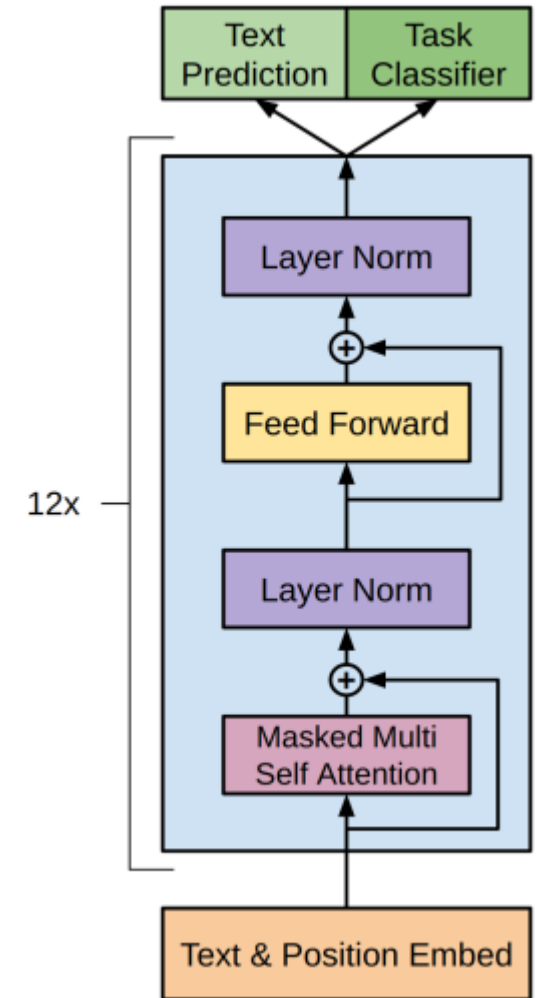 Text
Prediction
Task
Classifier
Layer Norm
Feed Forward
12x
Layer Norm
Masked Multi
Self Attention
Text & Position Embed